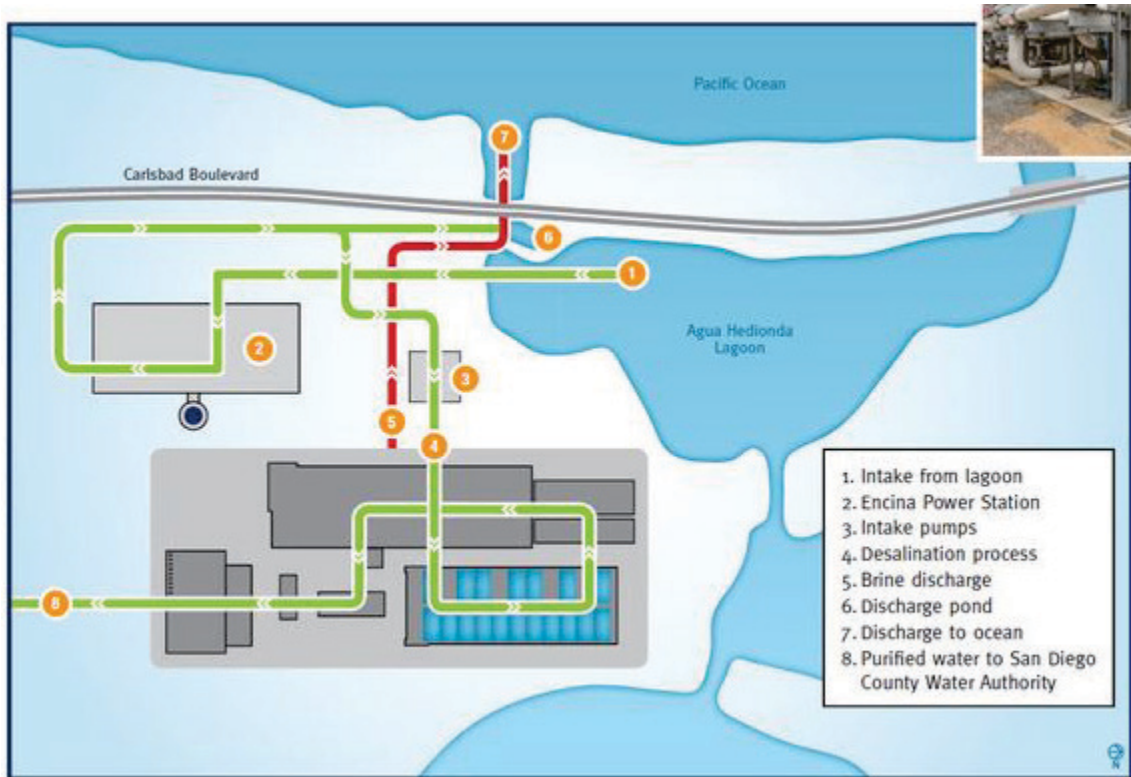 Pacific Ocean
7
Carlsbad Boulevard
6
1
Agua Hedionda
Lagoon
2
3
5
4
8
1. Intake from lagoon
2. Encina Power Station
3. Intake pumps
4. Desalination process
5. Brine discharge
6. Discharge pond
7. Discharge to ocean
8. Purified water to San Diego
County Water Authority
N